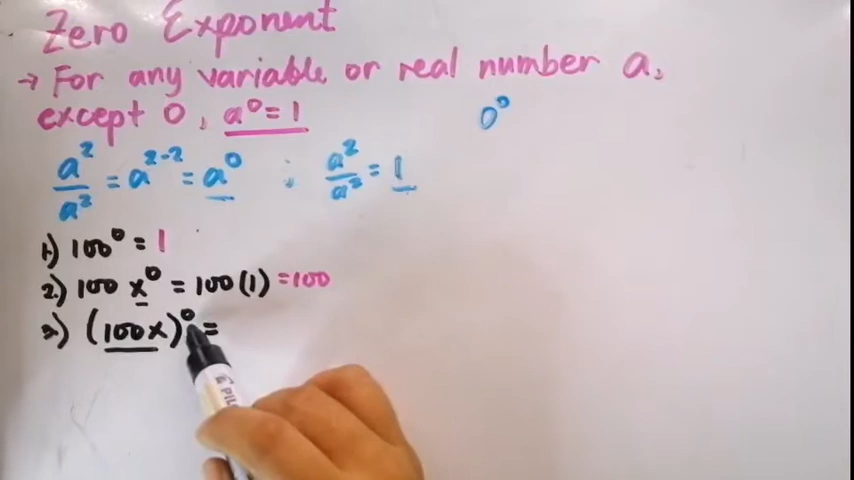 Zero Exponent
→ For any variable or real number a,
except 0, a⁰ = 1
0⁰
a²/a² = a²⁻² = a⁰ ; a²/a² = 1
1.) 100⁰ = 1
2.) 100 x⁰ = 100(1) = 100
3.) (100x)⁰ =
PIL